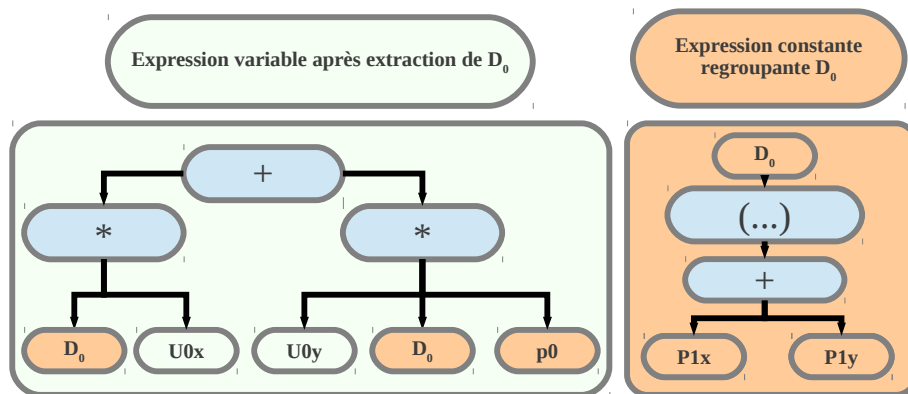 Expression variable après extraction de D₀
Expression constante
regroupante D₀
+
*
*
D₀
U0x
U0y
D₀
p0
D₀
(...)
+
P1x
P1y